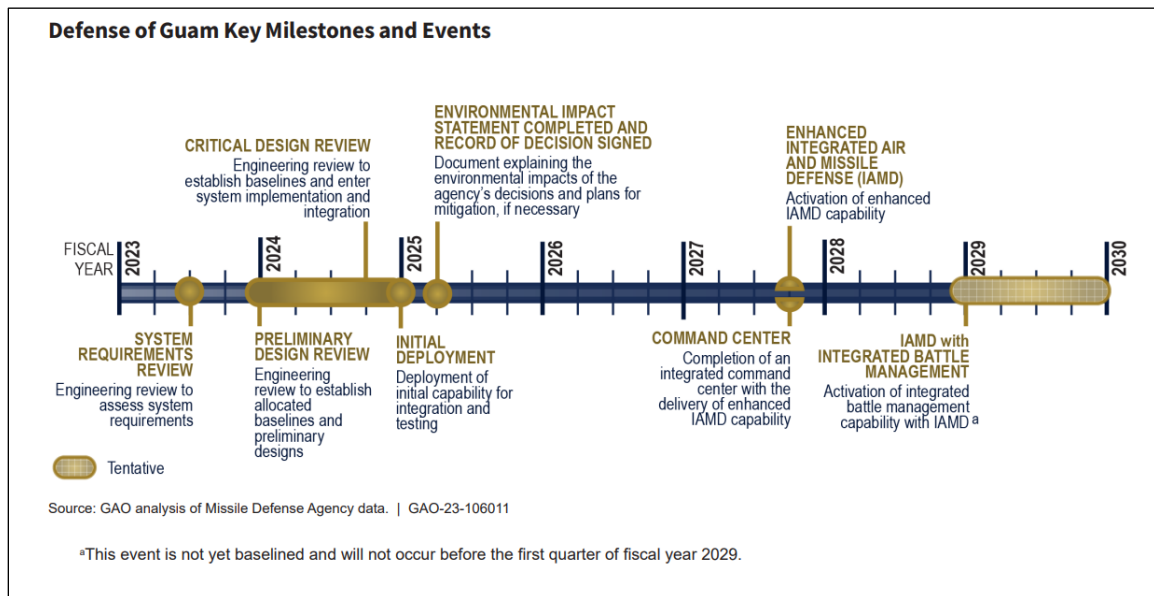 Defense of Guam Key Milestones and Events
CRITICAL DESIGN REVIEW
Engineering review to
establish baselines and enter
system implementation and
integration
ENVIRONMENTAL IMPACT
STATEMENT COMPLETED AND
RECORD OF DECISION SIGNED
Document explaining the
environmental impacts of the
agency's decisions and plans for
mitigation, if necessary
ENHANCED
INTEGRATED AIR
AND MISSILE
DEFENSE (IAMD)
Activation of enhanced
IAMD capability
FISCAL
YEAR
2023
2024
2025
2026
2027
2028
2029
2030
SYSTEM
REQUIREMENTS
REVIEW
Engineering review to
assess system
requirements
PRELIMINARY
DESIGN REVIEW
Engineering
review to establish
allocated
baselines and
preliminary
designs
INITIAL
DEPLOYMENT
Deployment of
initial capability for
integration and
testing
COMMAND CENTER
Completion of an
integrated command
center with the
delivery of enhanced
IAMD capability
IAMD with
INTEGRATED BATTLE
MANAGEMENT
Activation of integrated
battle management
capability with IAMD a
Tentative
Source: GAO analysis of Missile Defense Agency data. | GAO-23-106011
aThis event is not yet baselined and will not occur before the first quarter of fiscal year 2029.